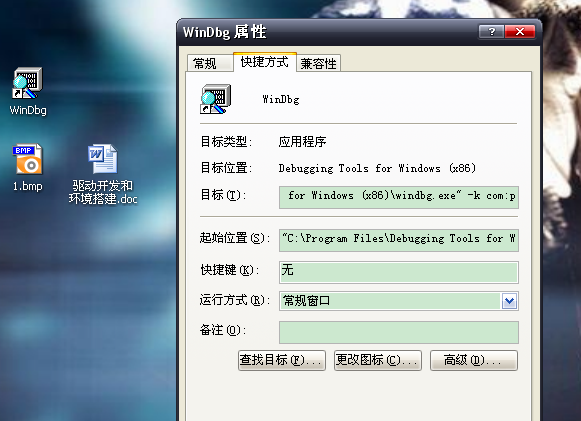 WinDbg 属性
常规 快捷方式 兼容性
WinDbg
WinDbg
目标类型: 应用程序
目标位置: Debugging Tools for Windows (x86)
目标(T): for Windows (x86)\windbg.exe" -k com:p
起始位置(S): "C:\Program Files\Debugging Tools for W
快捷键(K): 无
运行方式(R): 常规窗口
备注(O):
查找目标(F)... 更改图标(C)... 高级(D)...
BMP
1.bmp
驱动开发和
环境搭建.doc